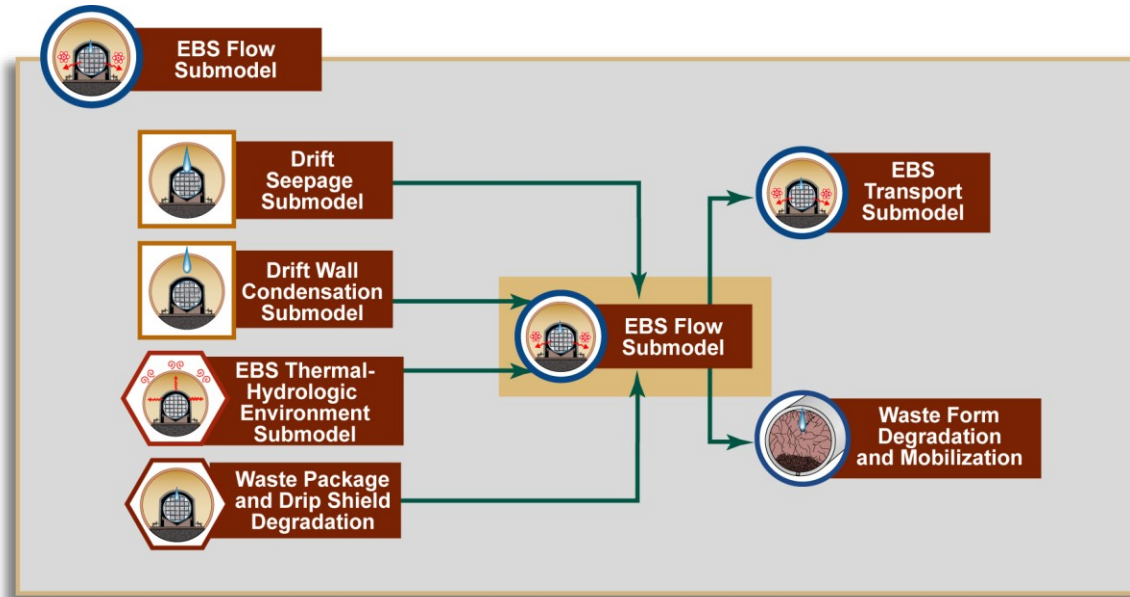 EBS Flow
Submodel
Drift
Seepage
Submodel
Drift Wall
Condensation
Submodel
EBS Thermal-
Hydrologic
Environment
Submodel
Waste Package
and Drip Shield
Degradation
EBS Flow
Submodel
EBS
Transport
Submodel
Waste Form
Degradation
and Mobilization